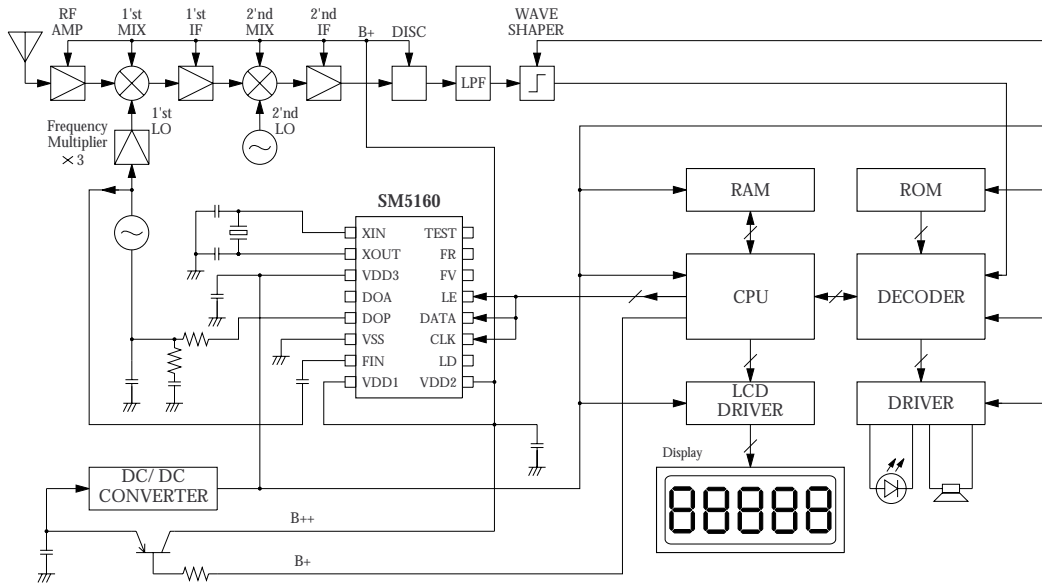 RF
AMP
1'st
MIX
1'st
IF
2'nd
MIX
2'nd
IF
B+
DISC
WAVE
SHAPER
LPF
1'st
LO
2'nd
LO
Frequency
Multiplier
×3
SM5160
XIN
XOUT
VDD3
DOA
DOP
VSS
FIN
VDD1
TEST
FR
FV
LE
DATA
CLK
LD
VDD2
RAM
ROM
CPU
DECODER
LCD
DRIVER
DRIVER
Display
88888
DC/DC
CONVERTER
B++
B+